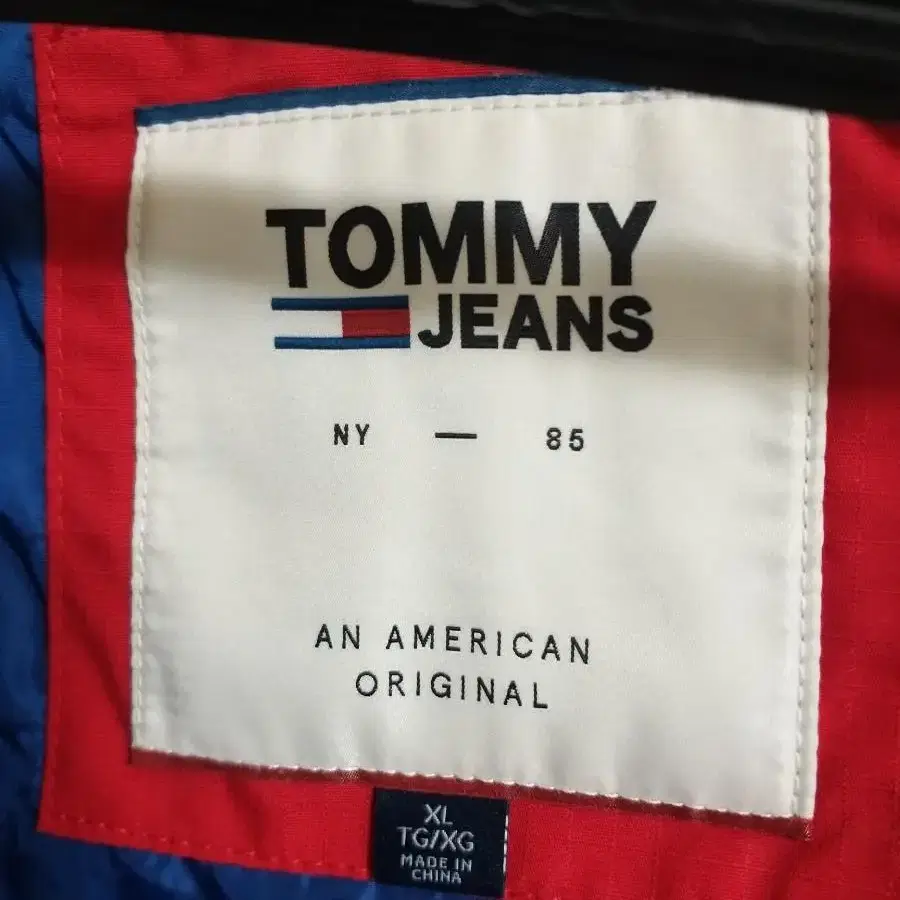 TOMMY
JEANS
NY — 85
AN AMERICAN
ORIGINAL
XL
TG/XG
MADE IN
CHINA